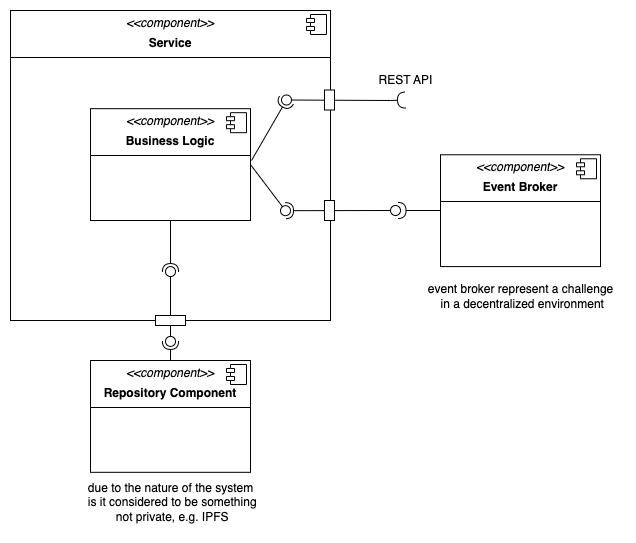 <<component>>
Service
REST API
<<component>>
Business Logic
<<component>>
Event Broker
event broker represent a challenge
in a decentralized environment
<<component>>
Repository Component
due to the nature of the system
is it considered to be something
not private, e.g. IPFS